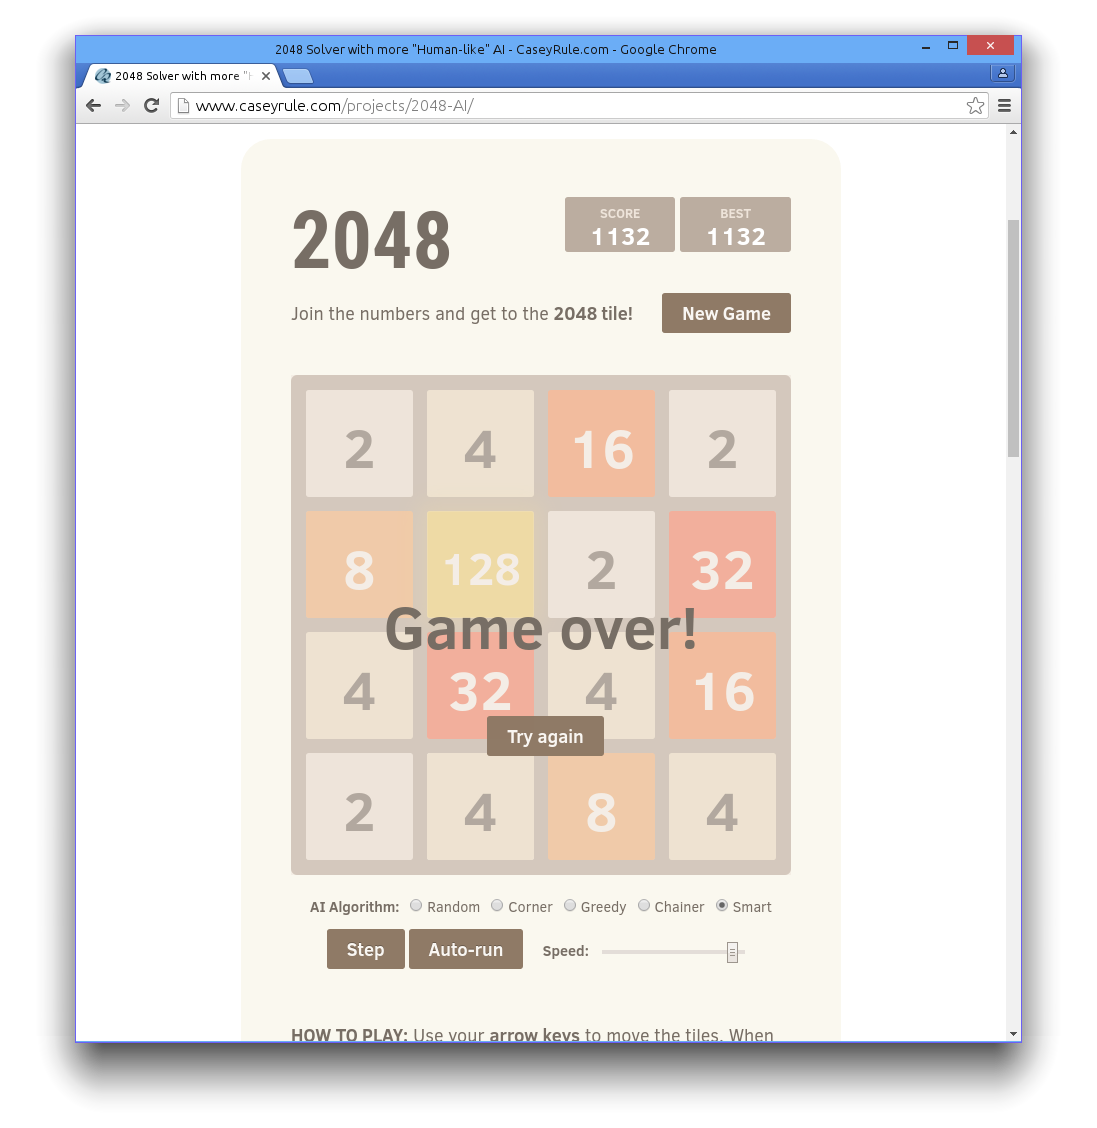 2048 Solver with more "Human-like" AI - CaseyRule.com - Google Chrome
2048 Solver with more "H
www.caseyrule.com/projects/2048-AI/
2048
SCORE
1132
BEST
1132
Join the numbers and get to the 2048 tile!
New Game
2 4 16 2
8 128 2 32
Game over!
4 32 4 16
Try again
2 4 8 4
AI Algorithm: Random Corner Greedy Chainer Smart
Step Auto-run Speed:
HOW TO PLAY: Use your arrow keys to move the tiles. When